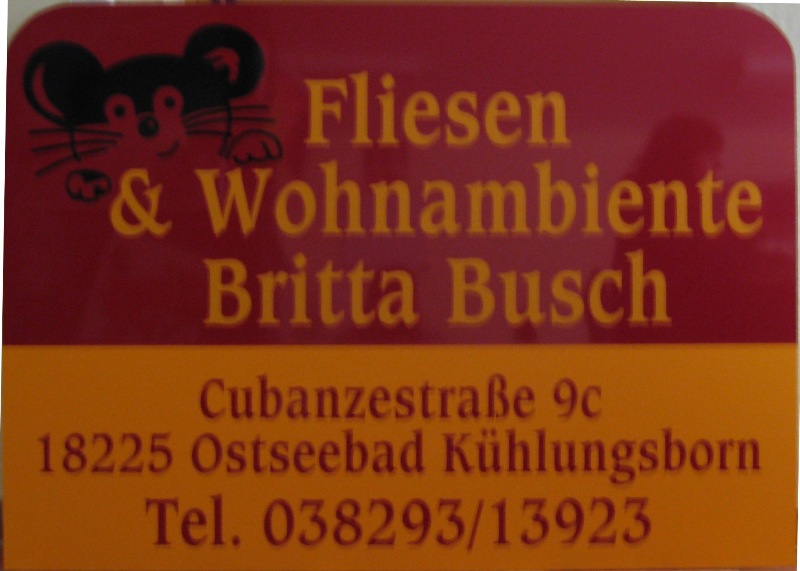 Fliesen
& Wohnambiente
Britta Busch
Cubanzestraße 9c
18225 Ostseebad Kühlungsborn
Tel. 038293/13923